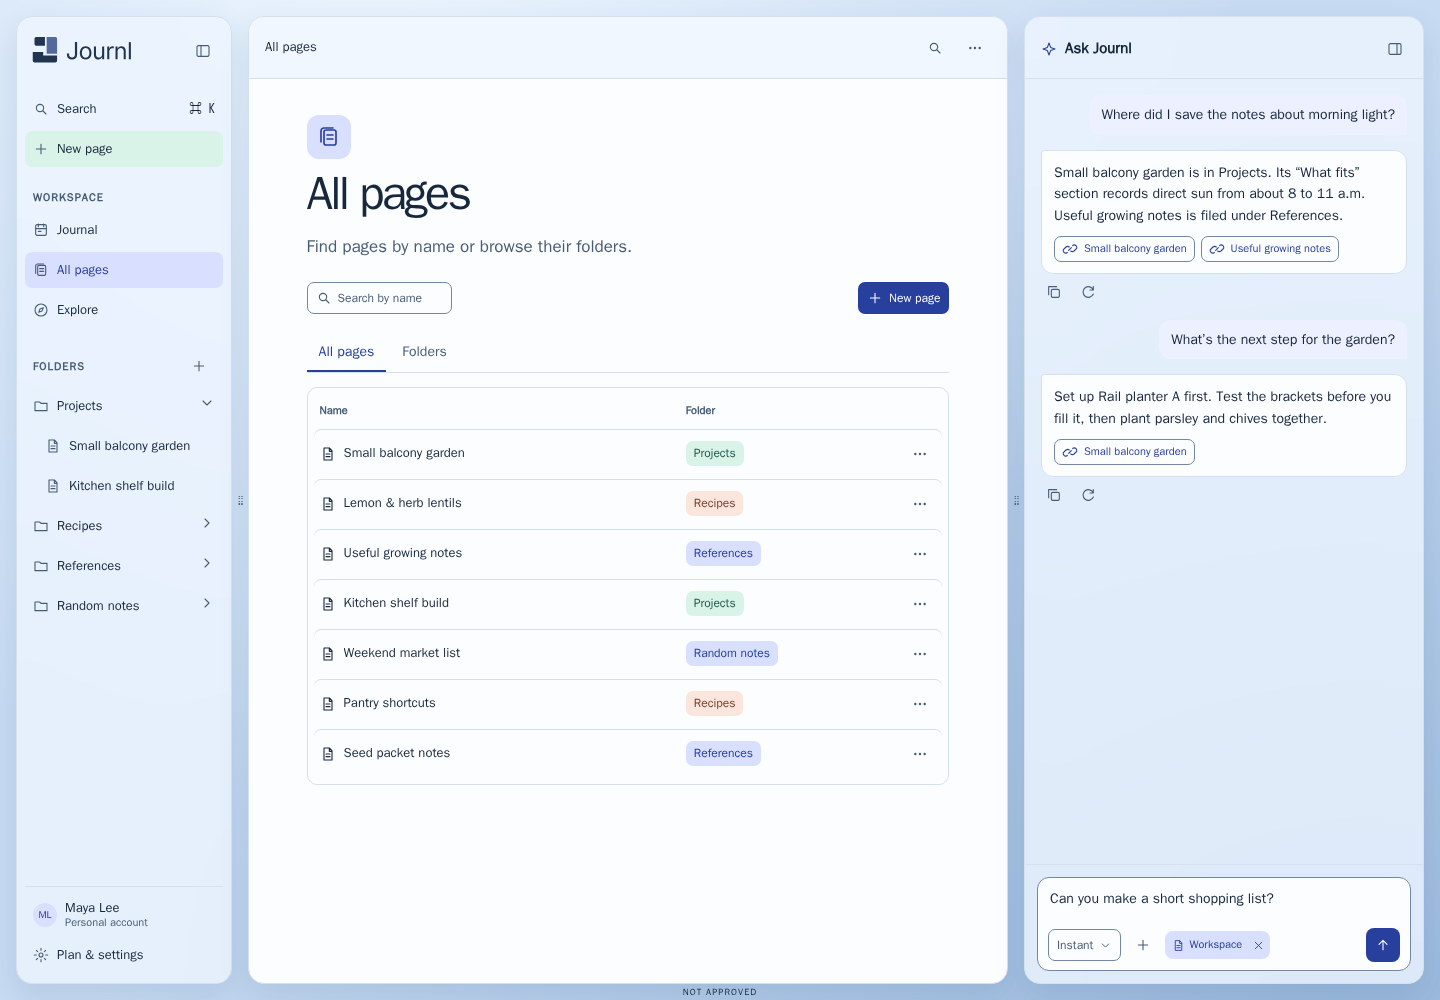 Journl
Search ⌘ K
New page
WORKSPACE
Journal
All pages
Explore
FOLDERS
Projects
Small balcony garden
Kitchen shelf build
Recipes
References
Random notes
ML
Maya Lee
Personal account
Plan & settings
All pages
All pages
Find pages by name or browse their folders.
Search by name
New page
All pages Folders
Name Folder
Small balcony garden Projects
Lemon & herb lentils Recipes
Useful growing notes References
Kitchen shelf build Projects
Weekend market list Random notes
Pantry shortcuts Recipes
Seed packet notes References
Ask Journl
Where did I save the notes about morning light?
Small balcony garden is in Projects. Its “What fits”
section records direct sun from about 8 to 11 a.m.
Useful growing notes is filed under References.
Small balcony garden Useful growing notes
What's the next step for the garden?
Set up Rail planter A first. Test the brackets before you
fill it, then plant parsley and chives together.
Small balcony garden
Can you make a short shopping list?
Instant Workspace
NOT APPROVED